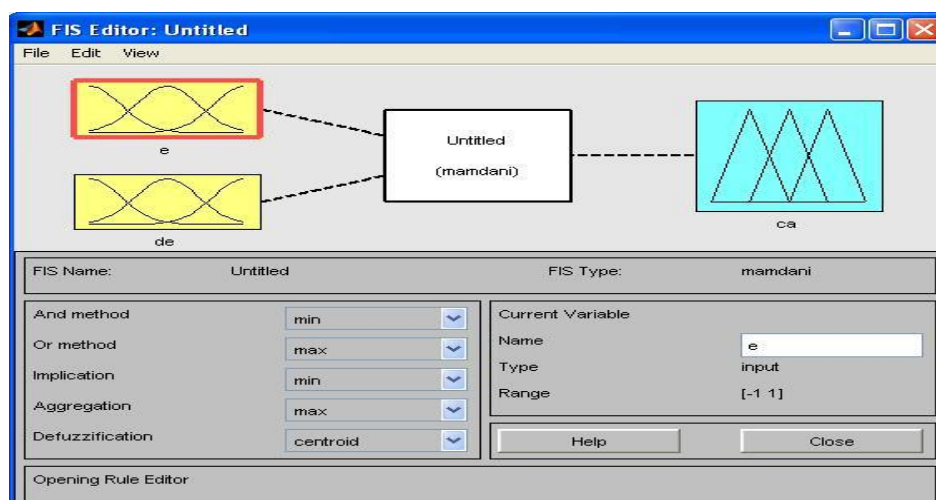 FIS Editor: Untitled
File Edit View
e
de
Untitled
(mamdani)
ca
FIS Name: Untitled FIS Type: mamdani
And method min
Or method max
Implication min
Aggregation max
Defuzzification centroid
Current Variable
Name e
Type input
Range [-1 1]
Help Close
Opening Rule Editor